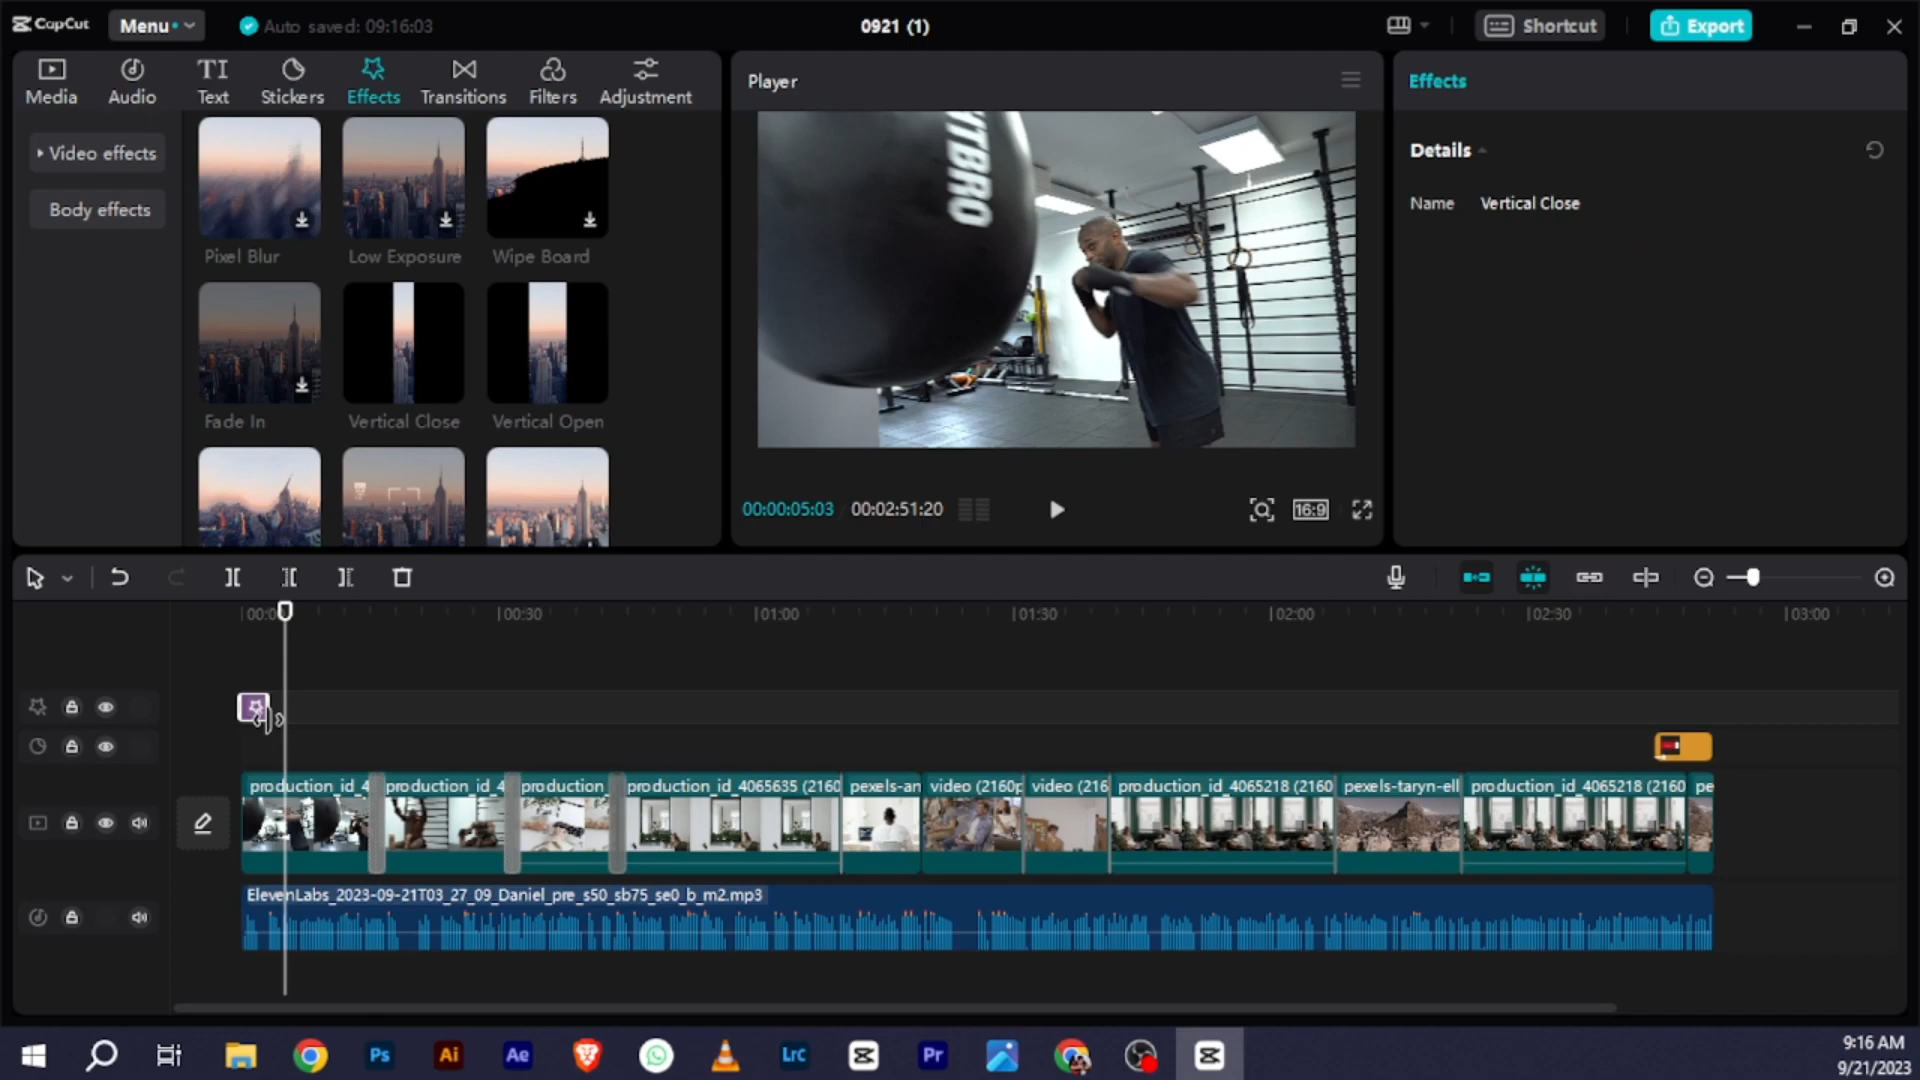 CapCut
Menu
Auto saved: 09:16:03
0921 (1)
Shortcut
Export
Media
Audio
TI
Text
Stickers
Effects
Transitions
Filters
Adjustment
Player
Effects
Video effects
Body effects
Pixel Blur
Low Exposure
Wipe Board
Fade In
Vertical Close
Vertical Open
YTBRO
Details
Name Vertical Close
00:00:05:03
00:02:51:20
16:9
00:30
01:00
01:30
02:00
02:30
03:00
production_id_4
production_id_4
production_
production_id_4065635 (2160
pexels-an
video (2160p
video (216
production_id_4065218 (2160
pexels-taryn-ell
production_id_4065218 (2160
pe
ElevenLabs_2023-09-21T03_27_09_Daniel_pre_s50_sb75_se0_b_m2.mp3
Ps
Ai
Ae
Lrc
Pr
9:16 AM
9/21/2023